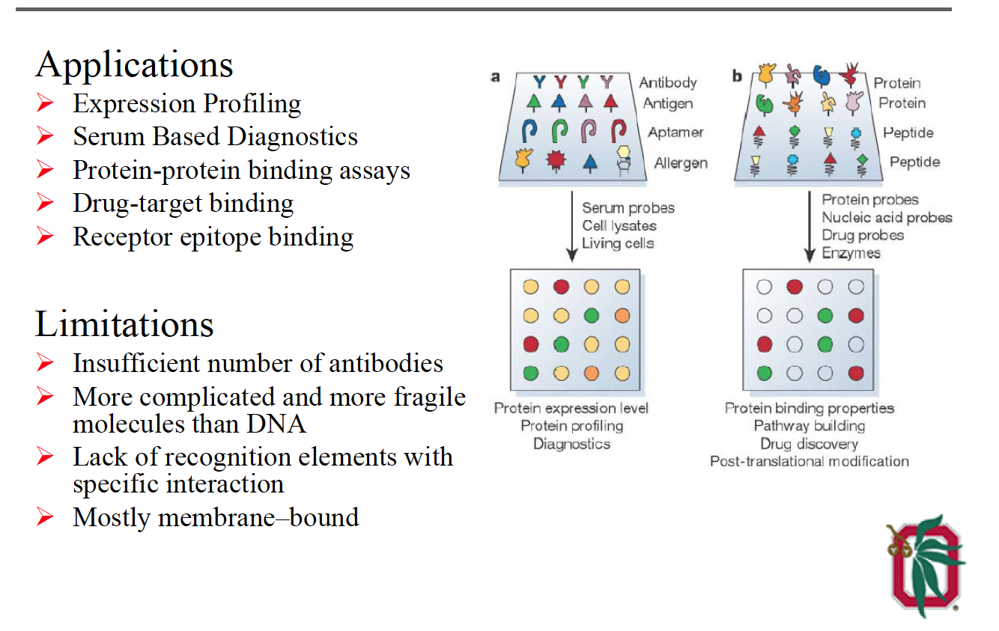 Applications
Expression Profiling
Serum Based Diagnostics
Protein-protein binding assays
Drug-target binding
Receptor epitope binding
Limitations
Insufficient number of antibodies
More complicated and more fragile
molecules than DNA
Lack of recognition elements with
specific interaction
Mostly membrane–bound
a
Antibody
Antigen
Aptamer
Allergen
Serum probes
Cell lysates
Living cells
Protein expression level
Protein profiling
Diagnostics
b
Protein
Protein
Peptide
Peptide
Protein probes
Nucleic acid probes
Drug probes
Enzymes
Protein binding properties
Pathway building
Drug discovery
Post-translational modification